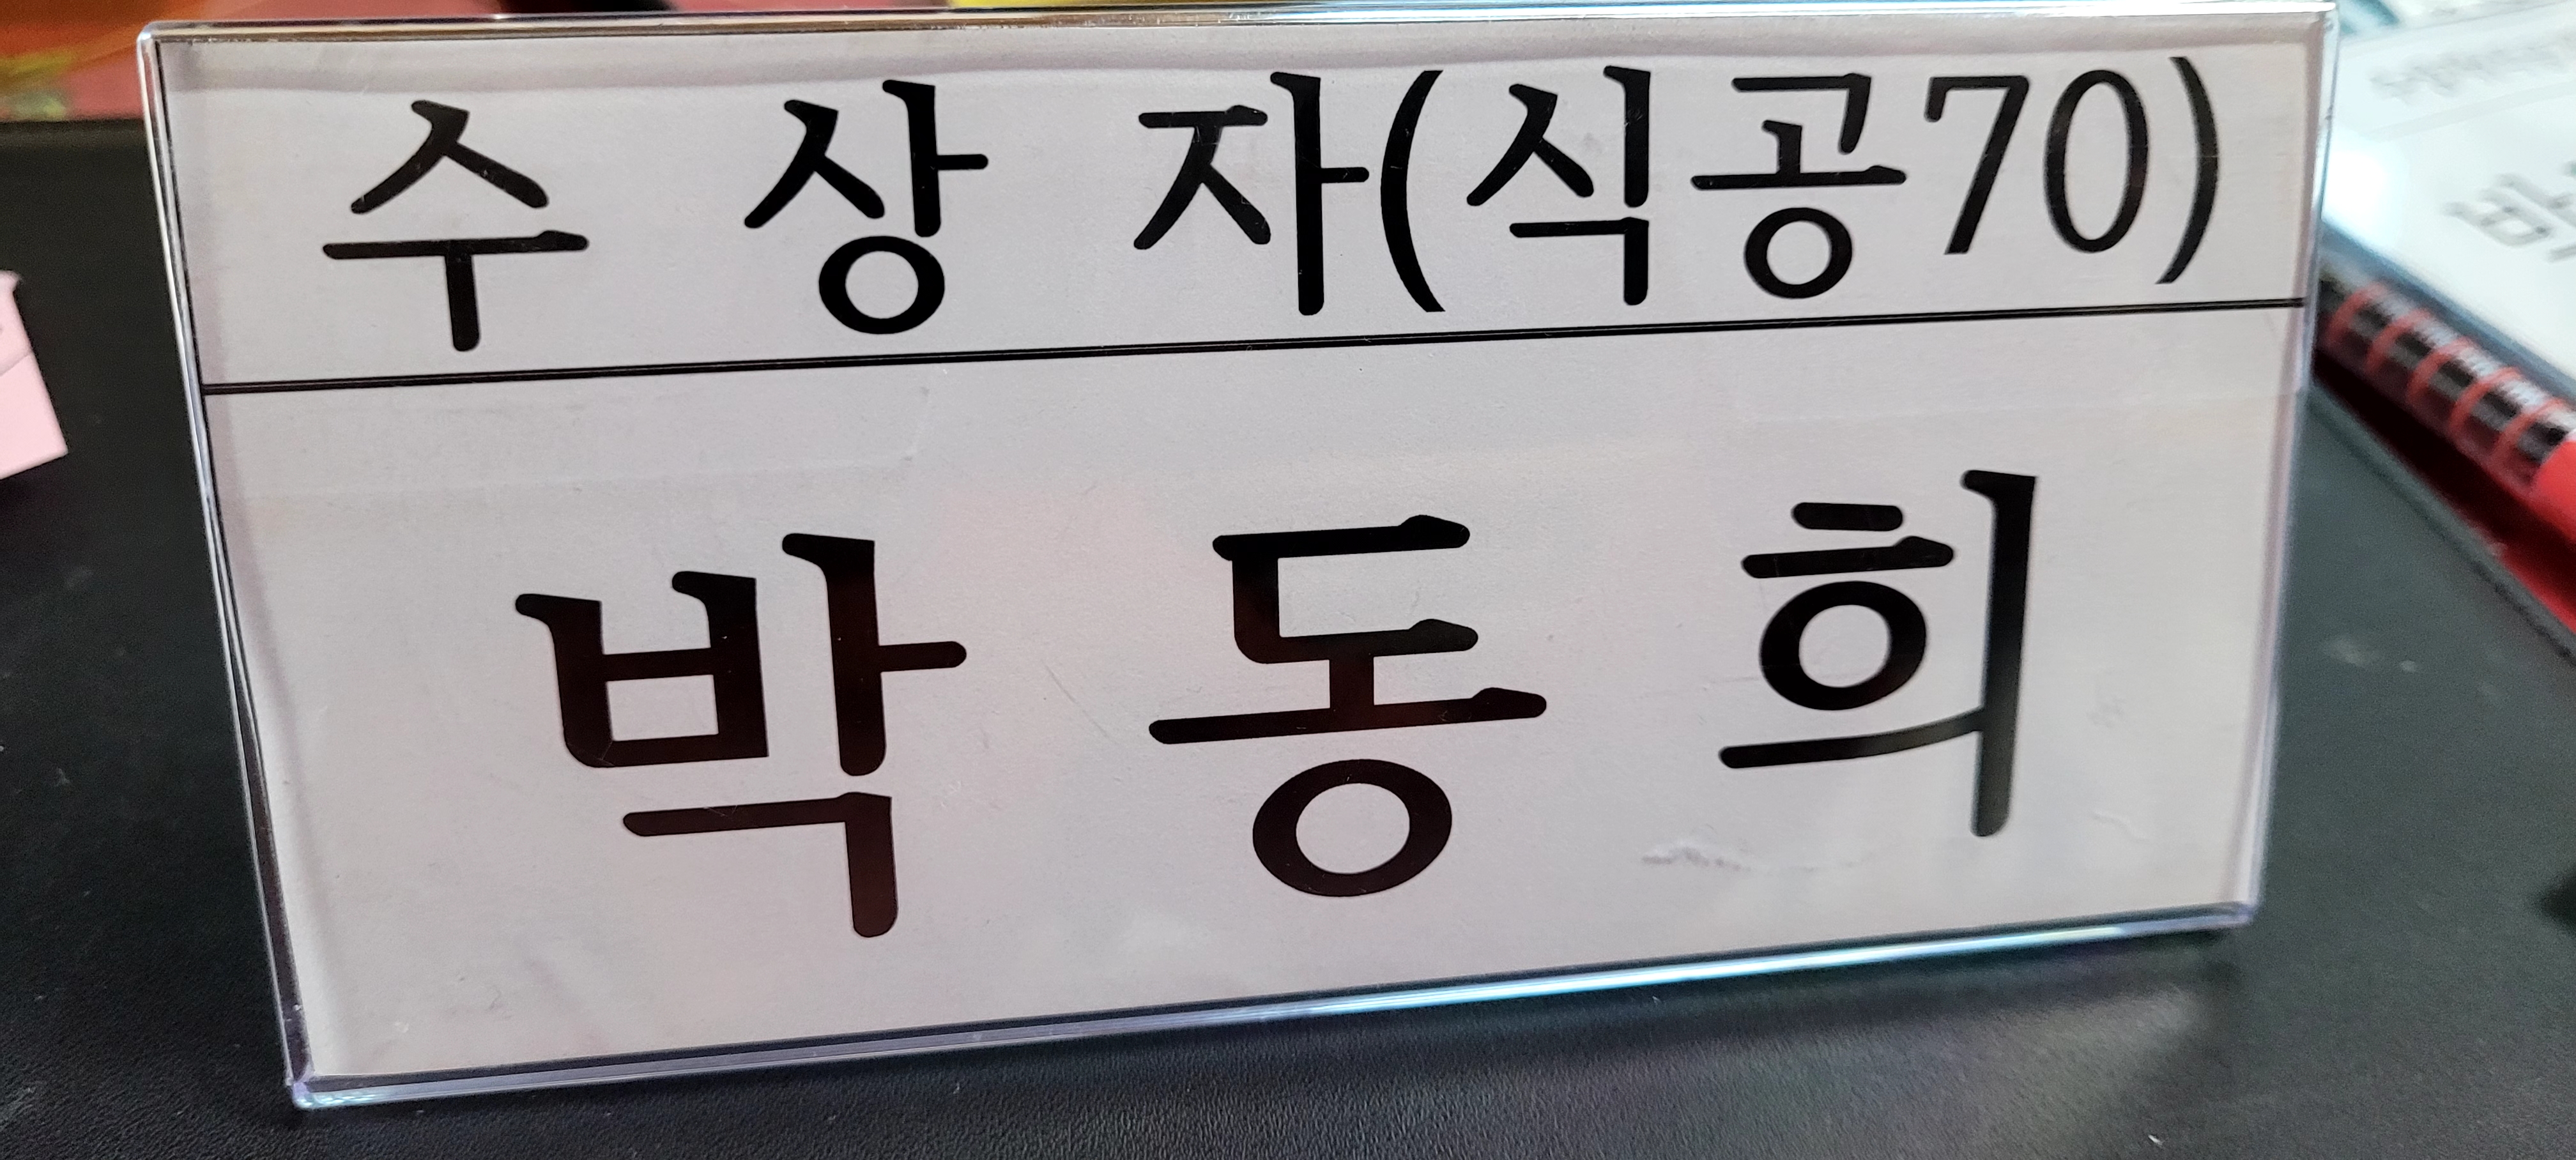 수 상 자(식공70)
박 동 희